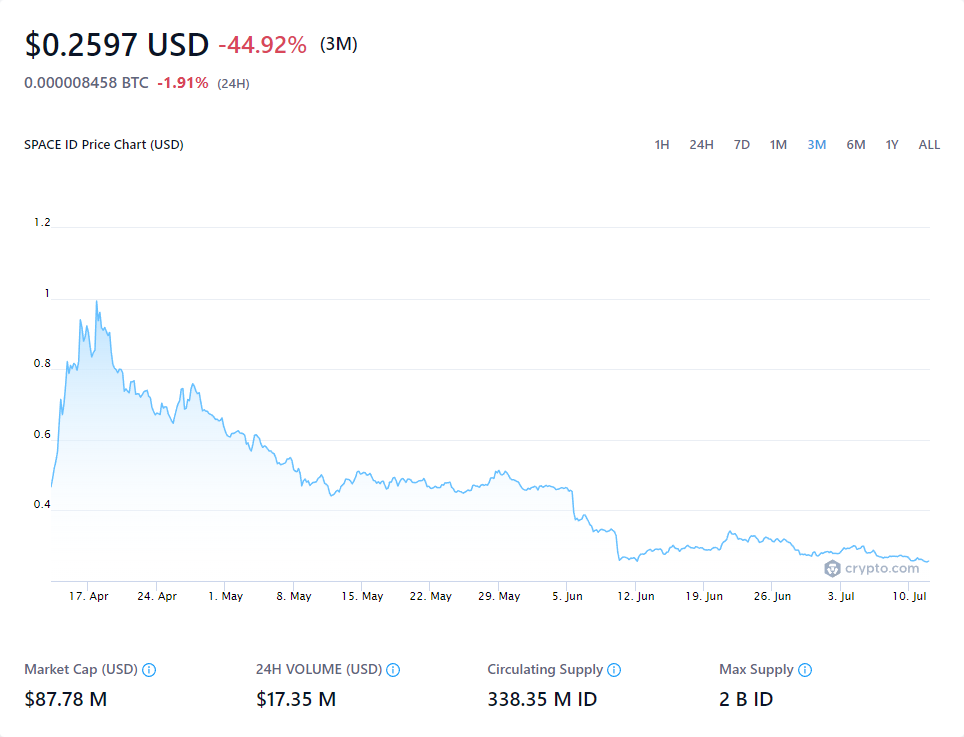 $0.2597 USD -44.92% (3M)
0.000008458 BTC -1.91% (24H)
SPACE ID Price Chart (USD) 1H 24H 7D 1M 3M 6M 1Y ALL
1.2
1
0.8
0.6
0.4
crypto.com
17. Apr 24. Apr 1. May 8. May 15. May 22. May 29. May 5. Jun 12. Jun 19. Jun 26. Jun 3. Jul 10. Jul
Market Cap (USD) 24H VOLUME (USD) Circulating Supply Max Supply
$87.78 M $17.35 M 338.35 M ID 2 B ID